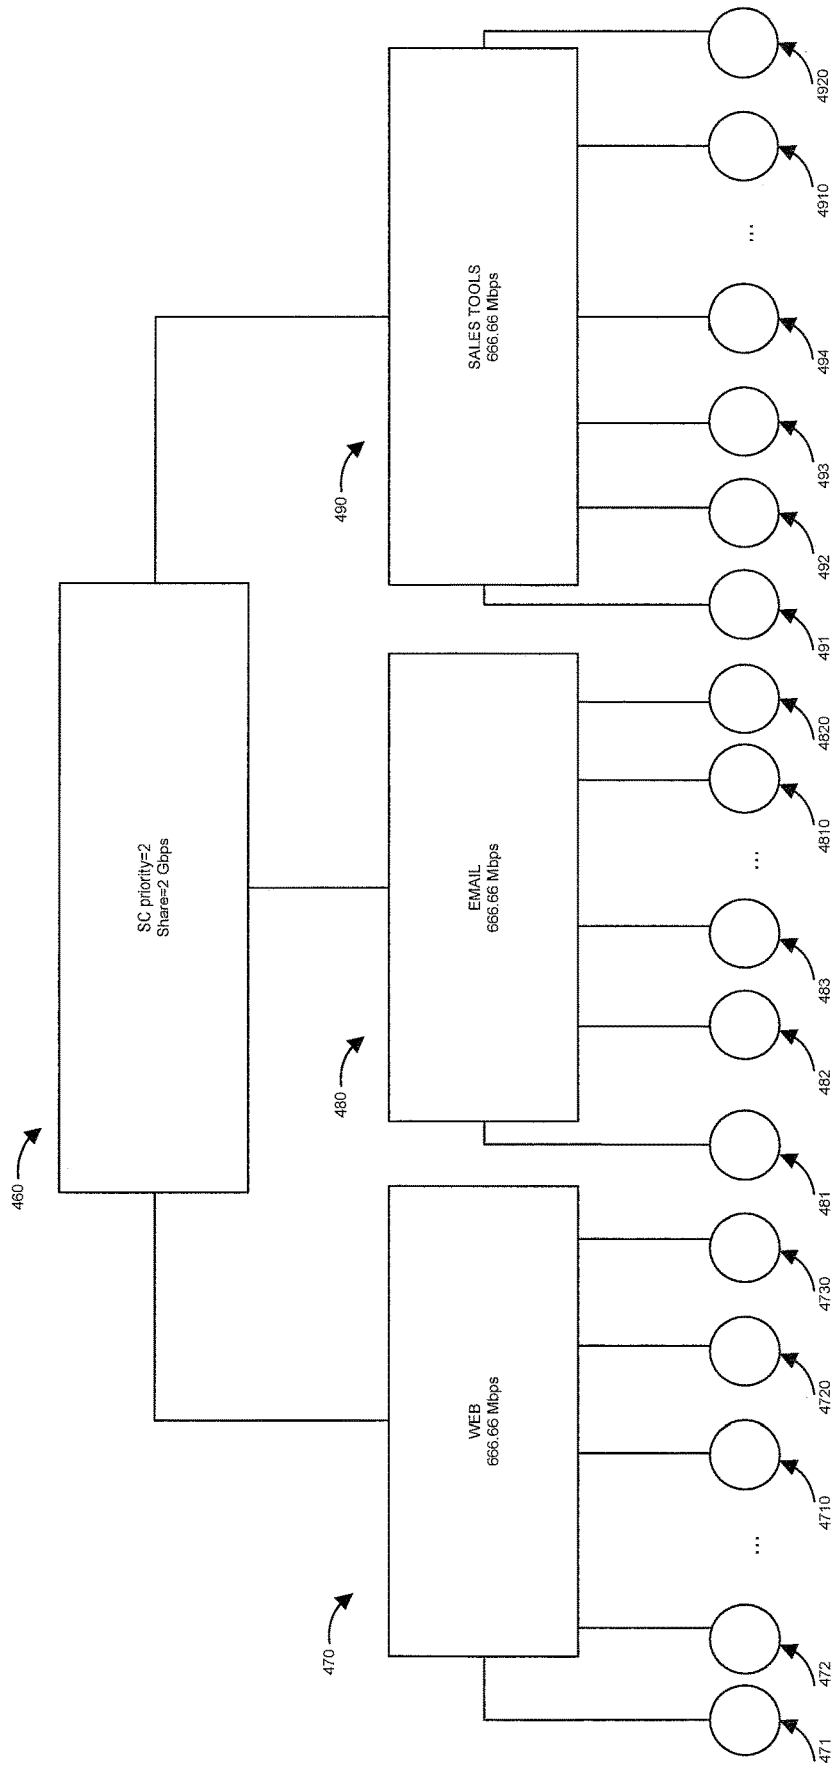 460
SC priority=2
Share=2 Gbps
470
WEB
666.66 Mbps
480
EMAIL
666.66 Mbps
490
SALES TOOLS
666.66 Mbps
471
472
...
4710
4720
4730
481
482
483
...
4810
4820
491
492
493
494
...
4910
4920